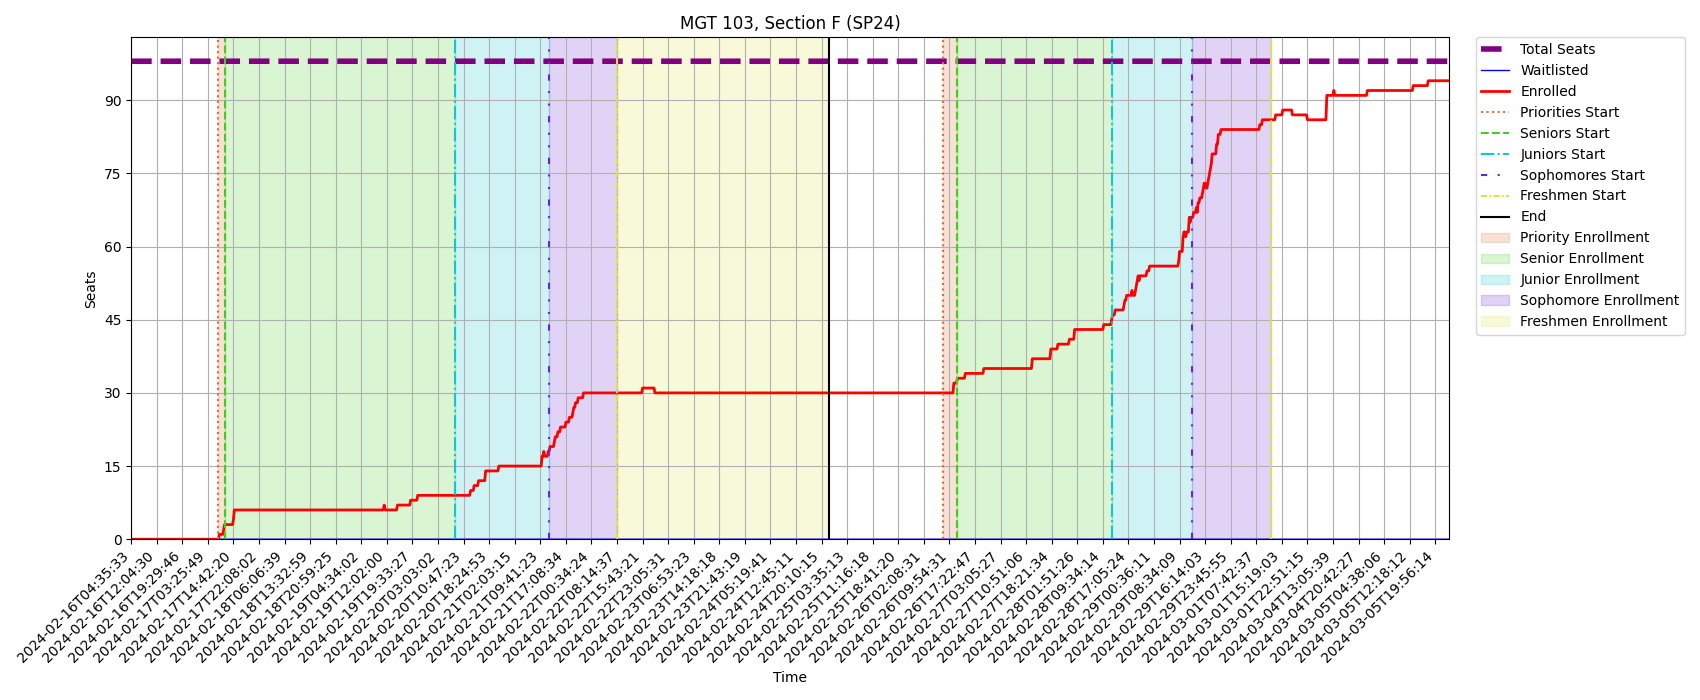 MGT 103, Section F (SP24)
Seats
90
75
60
45
30
15
0
2024-02-16T04:35:33
2024-02-16T12:04:30
2024-02-16T19:29:46
2024-02-17T03:25:49
2024-02-17T14:42:20
2024-02-17T22:08:02
2024-02-18T06:06:39
2024-02-18T13:32:59
2024-02-18T20:59:25
2024-02-19T04:34:02
2024-02-19T12:02:00
2024-02-19T19:33:27
2024-02-20T03:03:02
2024-02-20T10:47:23
2024-02-20T18:24:53
2024-02-21T02:03:15
2024-02-21T09:41:23
2024-02-21T17:08:34
2024-02-22T00:34:24
2024-02-22T08:14:37
2024-02-22T15:43:21
2024-02-22T23:05:31
2024-02-23T06:53:23
2024-02-23T14:18:18
2024-02-23T21:43:19
2024-02-24T05:19:41
2024-02-24T12:45:11
2024-02-24T20:10:15
2024-02-25T03:35:13
2024-02-25T11:16:18
2024-02-25T18:41:20
2024-02-26T02:08:31
2024-02-26T09:54:31
2024-02-26T17:22:47
2024-02-27T03:05:27
2024-02-27T10:51:06
2024-02-27T18:21:34
2024-02-28T01:51:26
2024-02-28T09:34:14
2024-02-28T17:05:24
2024-02-29T00:36:11
2024-02-29T08:34:09
2024-02-29T16:14:03
2024-02-29T23:45:55
2024-03-01T07:42:37
2024-03-01T15:19:03
2024-03-01T22:51:15
2024-03-04T13:05:39
2024-03-04T20:42:27
2024-03-05T04:38:06
2024-03-05T12:18:12
2024-03-05T19:56:14
Time
Total Seats
Waitlisted
Enrolled
Priorities Start
Seniors Start
Juniors Start
Sophomores Start
Freshmen Start
End
Priority Enrollment
Senior Enrollment
Junior Enrollment
Sophomore Enrollment
Freshmen Enrollment